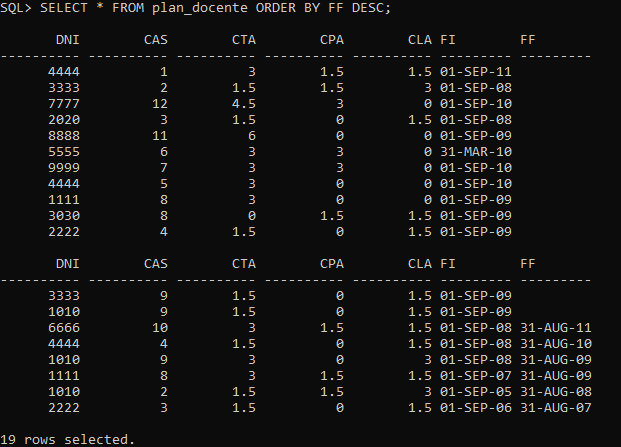 SQL> SELECT * FROM plan_docente ORDER BY FF DESC;
DNI CAS CTA CPA CLA FI FF
---------- ---------- ---------- ---------- ---------- --------- ---------
4444 1 3 1.5 1.5 01-SEP-11
3333 2 1.5 1.5 3 01-SEP-08
7777 12 4.5 3 0 01-SEP-10
2020 3 1.5 0 1.5 01-SEP-08
8888 11 6 0 0 01-SEP-09
5555 6 3 3 0 31-MAR-10
9999 7 3 3 0 01-SEP-10
4444 5 3 0 0 01-SEP-10
1111 8 3 0 0 01-SEP-09
3030 8 0 1.5 1.5 01-SEP-09
2222 4 1.5 0 1.5 01-SEP-09
DNI CAS CTA CPA CLA FI FF
---------- ---------- ---------- ---------- ---------- --------- ---------
3333 9 1.5 0 1.5 01-SEP-09
1010 9 1.5 0 1.5 01-SEP-09
6666 10 3 1.5 1.5 01-SEP-08 31-AUG-11
4444 4 1.5 0 1.5 01-SEP-08 31-AUG-10
1010 9 3 0 3 01-SEP-08 31-AUG-09
1111 8 3 1.5 1.5 01-SEP-07 31-AUG-09
1010 2 1.5 1.5 3 01-SEP-05 31-AUG-08
2222 3 1.5 0 1.5 01-SEP-06 31-AUG-07
19 rows selected.